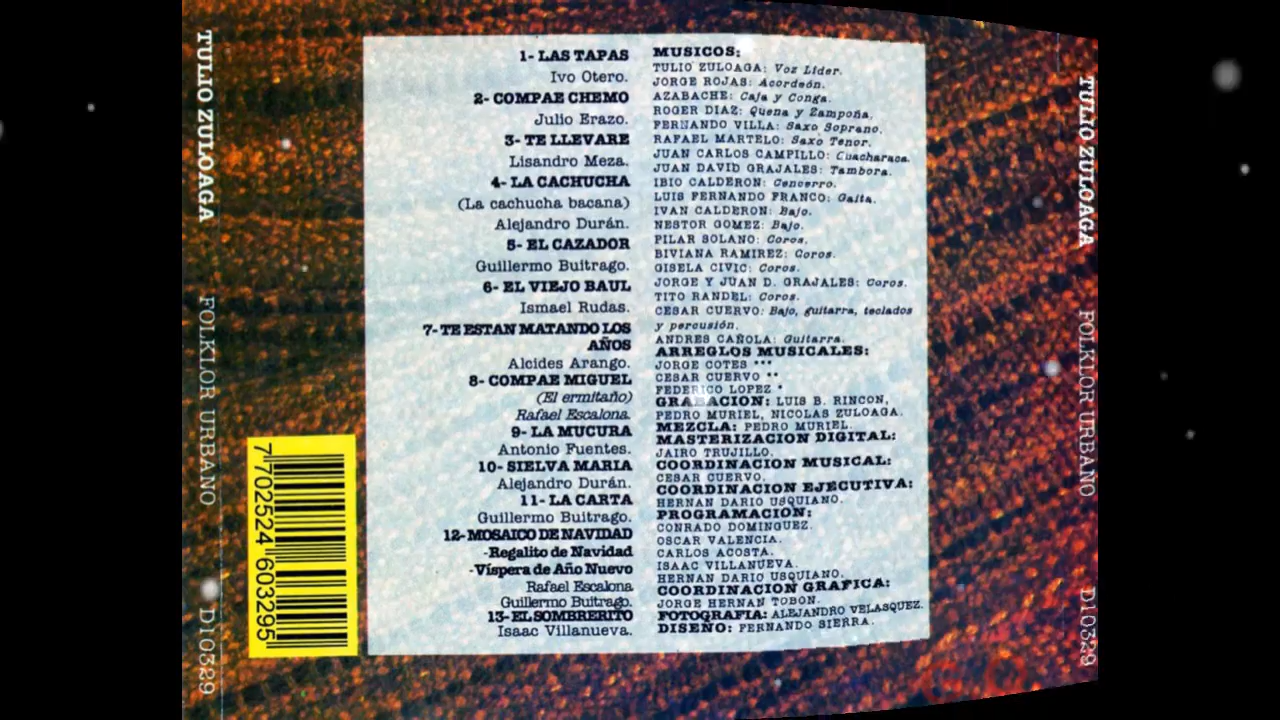 TULIO ZULOAGA
FOLKLOR URBANO
D10329
7 702524 603295
1- LAS TAPAS
Ivo Otero.
2- COMPAE CHEMO
Julio Erazo.
3- TE LLEVARE
Lisandro Meza.
4- LA CACHUCHA
(La cachucha bacana)
Alejandro Durán.
5- EL CAZADOR
Guillermo Buitrago.
6- EL VIEJO BAUL
Ismael Rudas.
7- TE ESTAN MATANDO LOS
AÑOS
Alcides Arango.
8- COMPAE MIGUEL
(El ermitaño)
Rafael Escalona.
9- LA MUCURA
Antonio Fuentes.
10- SIELVA MARIA
Alejandro Durán.
11- LA CARTA
Guillermo Buitrago.
12- MOSAICO DE NAVIDAD
-Regalito de Navidad
-Víspera de Año Nuevo
Rafael Escalona
Guillermo Buitrago.
13- EL SOMBRERITO
Isaac Villanueva.
MUSICOS:
TULIO ZULOAGA: Voz Líder.
JORGE ROJAS: Acordeón.
AZABACHE: Caja y Conga.
ROGER DIAZ: Quena y Zampoña.
FERNANDO VILLA: Saxo Soprano.
RAFAEL MARTELO: Saxo Tenor.
JUAN CARLOS CAMPILLO: Guacharaca.
JUAN DAVID GRAJALES: Tambora.
IBIO CALDERON: Cencerro.
LUIS FERNANDO FRANCO: Gaita.
IVAN CALDERON: Bajo.
NESTOR GOMEZ: Bajo.
PILAR SOLANO: Coros.
BIVIANA RAMIREZ: Coros.
GISELA CIVIC: Coros.
JORGE Y JUAN D. GRAJALES: Coros.
TITO RANDEL: Coros.
CESAR CUERVO: Bajo, guitarra, teclados
y percusión.
ANDRES CAÑOLA: Guitarra.
ARREGLOS MUSICALES:
JORGE COTES ***
CESAR CUERVO **
FEDERICO LOPEZ *
GRABACION: LUIS B. RINCON,
PEDRO MURIEL, NICOLAS ZULOAGA.
MEZCLA: PEDRO MURIEL.
MASTERIZACION DIGITAL:
JAIRO TRUJILLO.
COORDINACION MUSICAL:
CESAR CUERVO.
COORDINACION EJECUTIVA:
HERNAN DARIO USQUIANO.
PROGRAMACION:
CONRADO DOMINGUEZ.
OSCAR VALENCIA.
CARLOS ACOSTA.
ISAAC VILLANUEVA.
HERNAN DARIO USQUIANO.
COORDINACION GRAFICA:
JORGE HERNAN TOBON.
FOTOGRAFIA: ALEJANDRO VELASQUEZ.
DISEÑO: FERNANDO SIERRA.
TULIO ZULOAGA
FOLKLOR URBANO
D10329